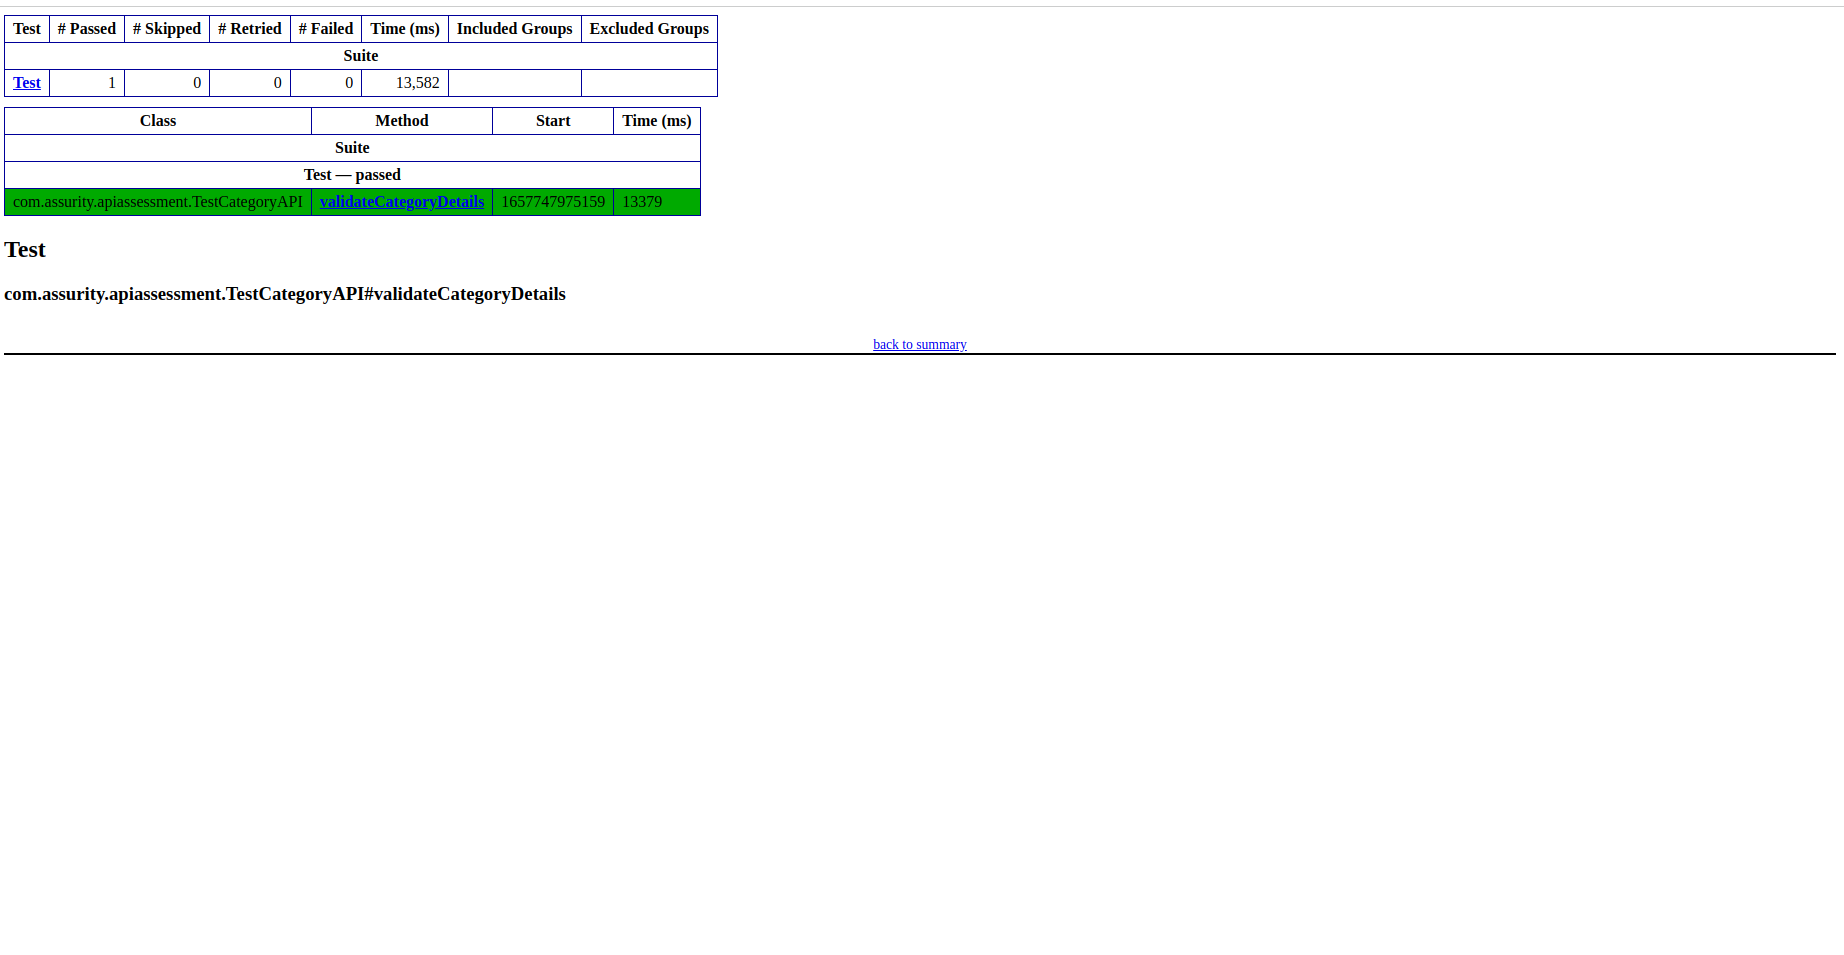 Test # Passed # Skipped # Retried # Failed Time (ms) Included Groups Excluded Groups
Suite
Test 1 0 0 0 13,582
Class Method Start Time (ms)
Suite
Test — passed
com.assurity.apiassessment.TestCategoryAPI validateCategoryDetails 1657747975159 13379
Test
com.assurity.apiassessment.TestCategoryAPI#validateCategoryDetails
back to summary